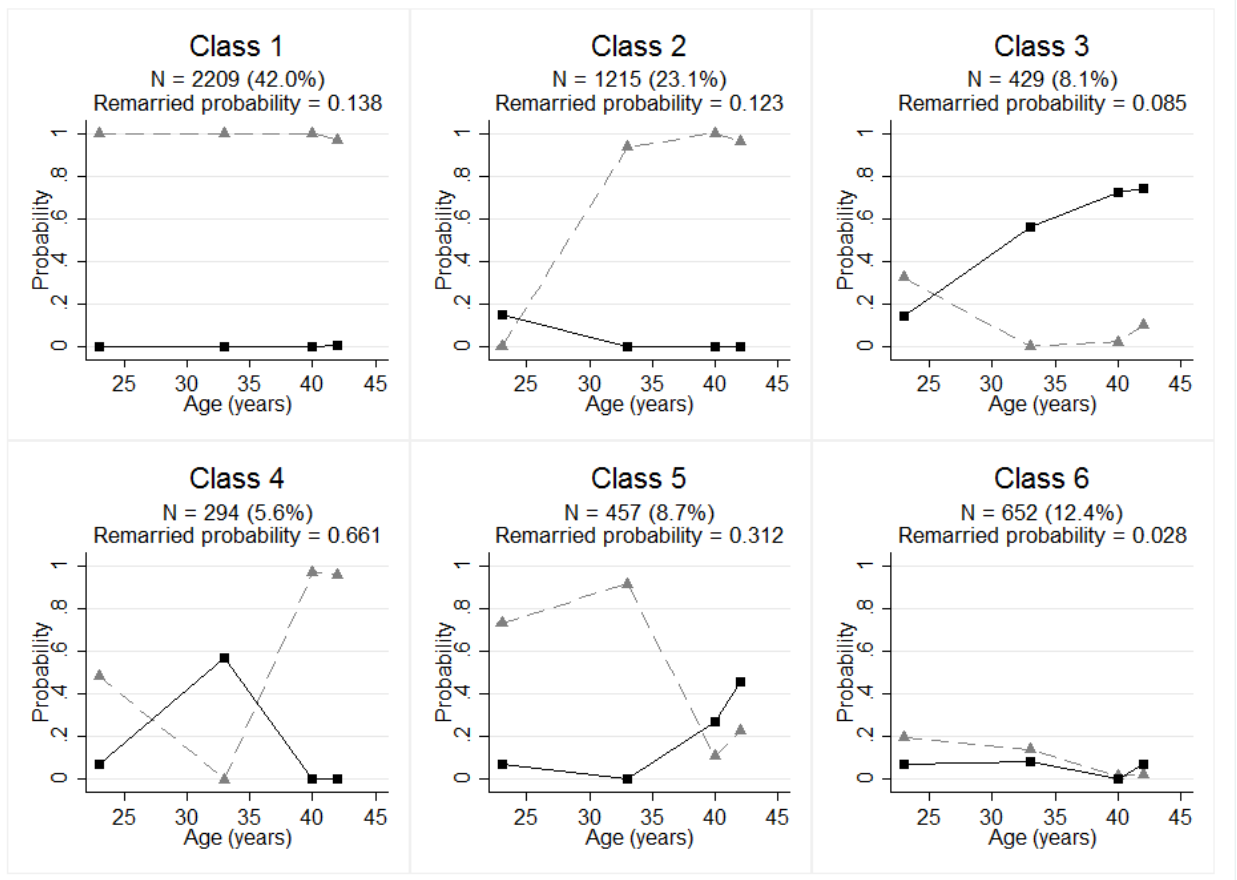 Class 1
N = 2209 (42.0%)
Remarried probability = 0.138
Probability
0 .2 .4 .6 .8 1
25 30 35 40 45
Age (years)
Class 2
N = 1215 (23.1%)
Remarried probability = 0.123
Probability
0 .2 .4 .6 .8 1
25 30 35 40 45
Age (years)
Class 3
N = 429 (8.1%)
Remarried probability = 0.085
Probability
0 .2 .4 .6 .8 1
25 30 35 40 45
Age (years)
Class 4
N = 294 (5.6%)
Remarried probability = 0.661
Probability
0 .2 .4 .6 .8 1
25 30 35 40 45
Age (years)
Class 5
N = 457 (8.7%)
Remarried probability = 0.312
Probability
0 .2 .4 .6 .8 1
25 30 35 40 45
Age (years)
Class 6
N = 652 (12.4%)
Remarried probability = 0.028
Probability
0 .2 .4 .6 .8 1
25 30 35 40 45
Age (years)